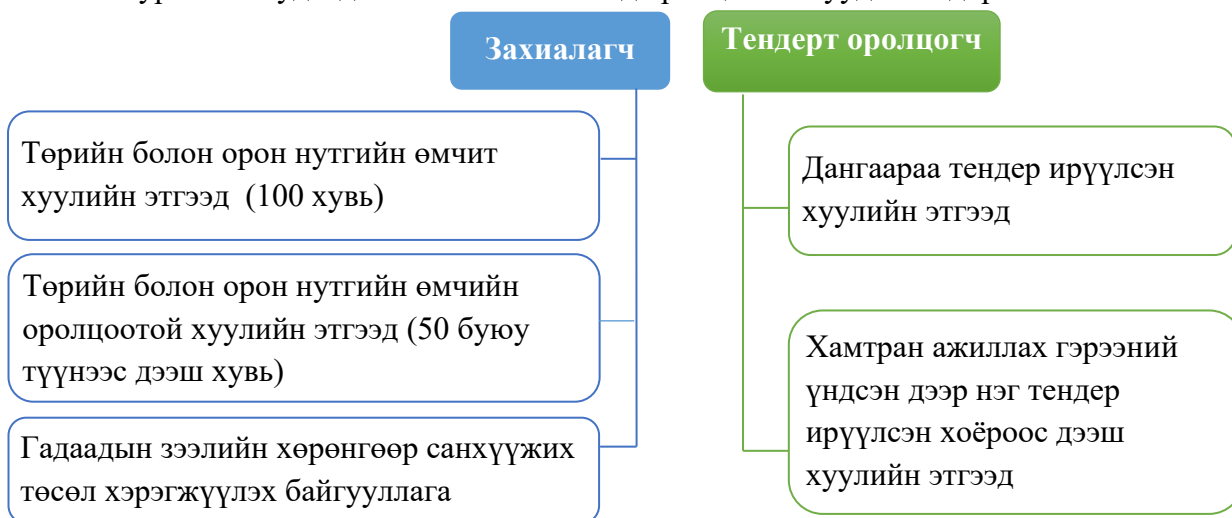 Захиалагч
Төрийн болон орон нутгийн өмчит
хуулийн этгээд (100 хувь)
Төрийн болон орон нутгийн өмчийн
оролцоотой хуулийн этгээд (50 буюу
түүнээс дээш хувь)
Гадаадын зээлийн хөрөнгөөр санхүүжих
төсөл хэрэгжүүлэх байгууллага
Тендерт оролцогч
Дангаараа тендер ирүүлсэн
хуулийн этгээд
Хамтран ажиллах гэрээний
үндсэн дээр нэг тендер
ирүүлсэн хоёроос дээш
хуулийн этгээд